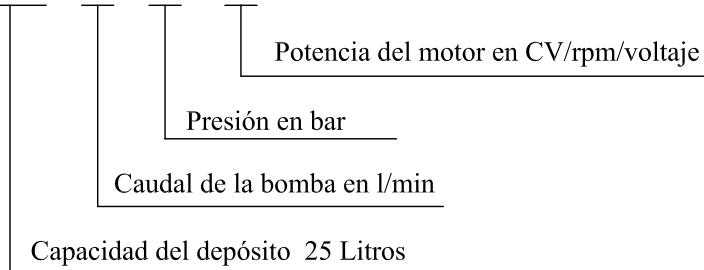 Potencia del motor en CV/rpm/voltaje
Presión en bar
Caudal de la bomba en l/min
Capacidad del depósito 25 Litros